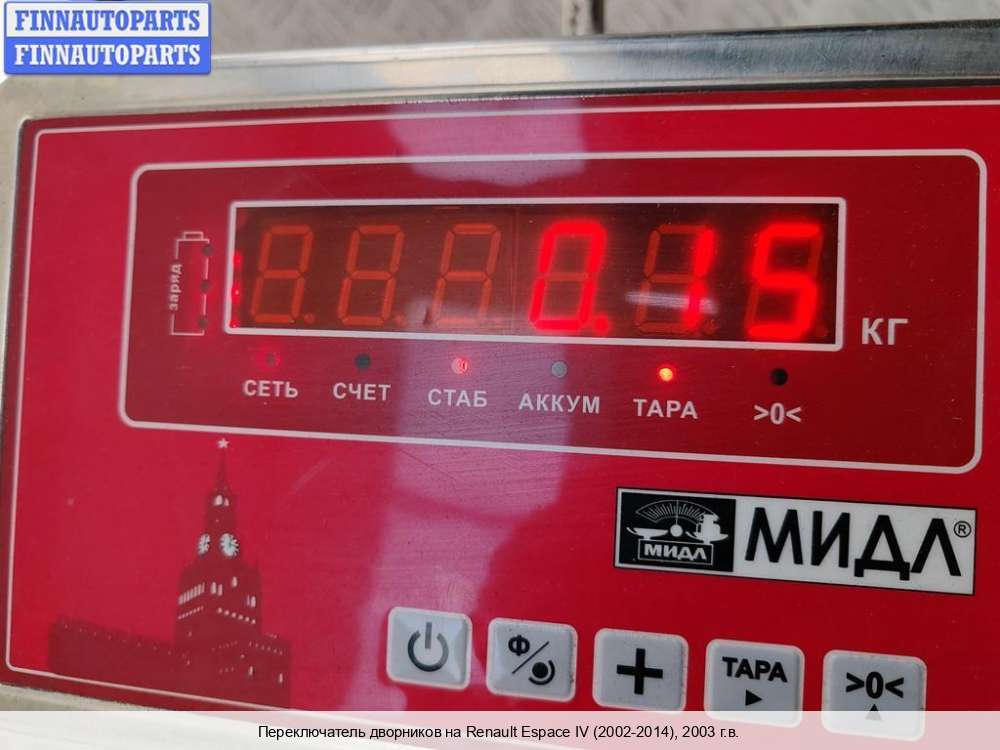 FINNAUTOPARTS
FINNAUTOPARTS
заряд
0.15
КГ
СЕТЬ СЧЕТ СТАБ АККУМ ТАРА >0<
МИДЛ МИДЛ®
Ф
ТАРА >0<
Переключатель дворников на Renault Espace IV (2002-2014), 2003 г.в.